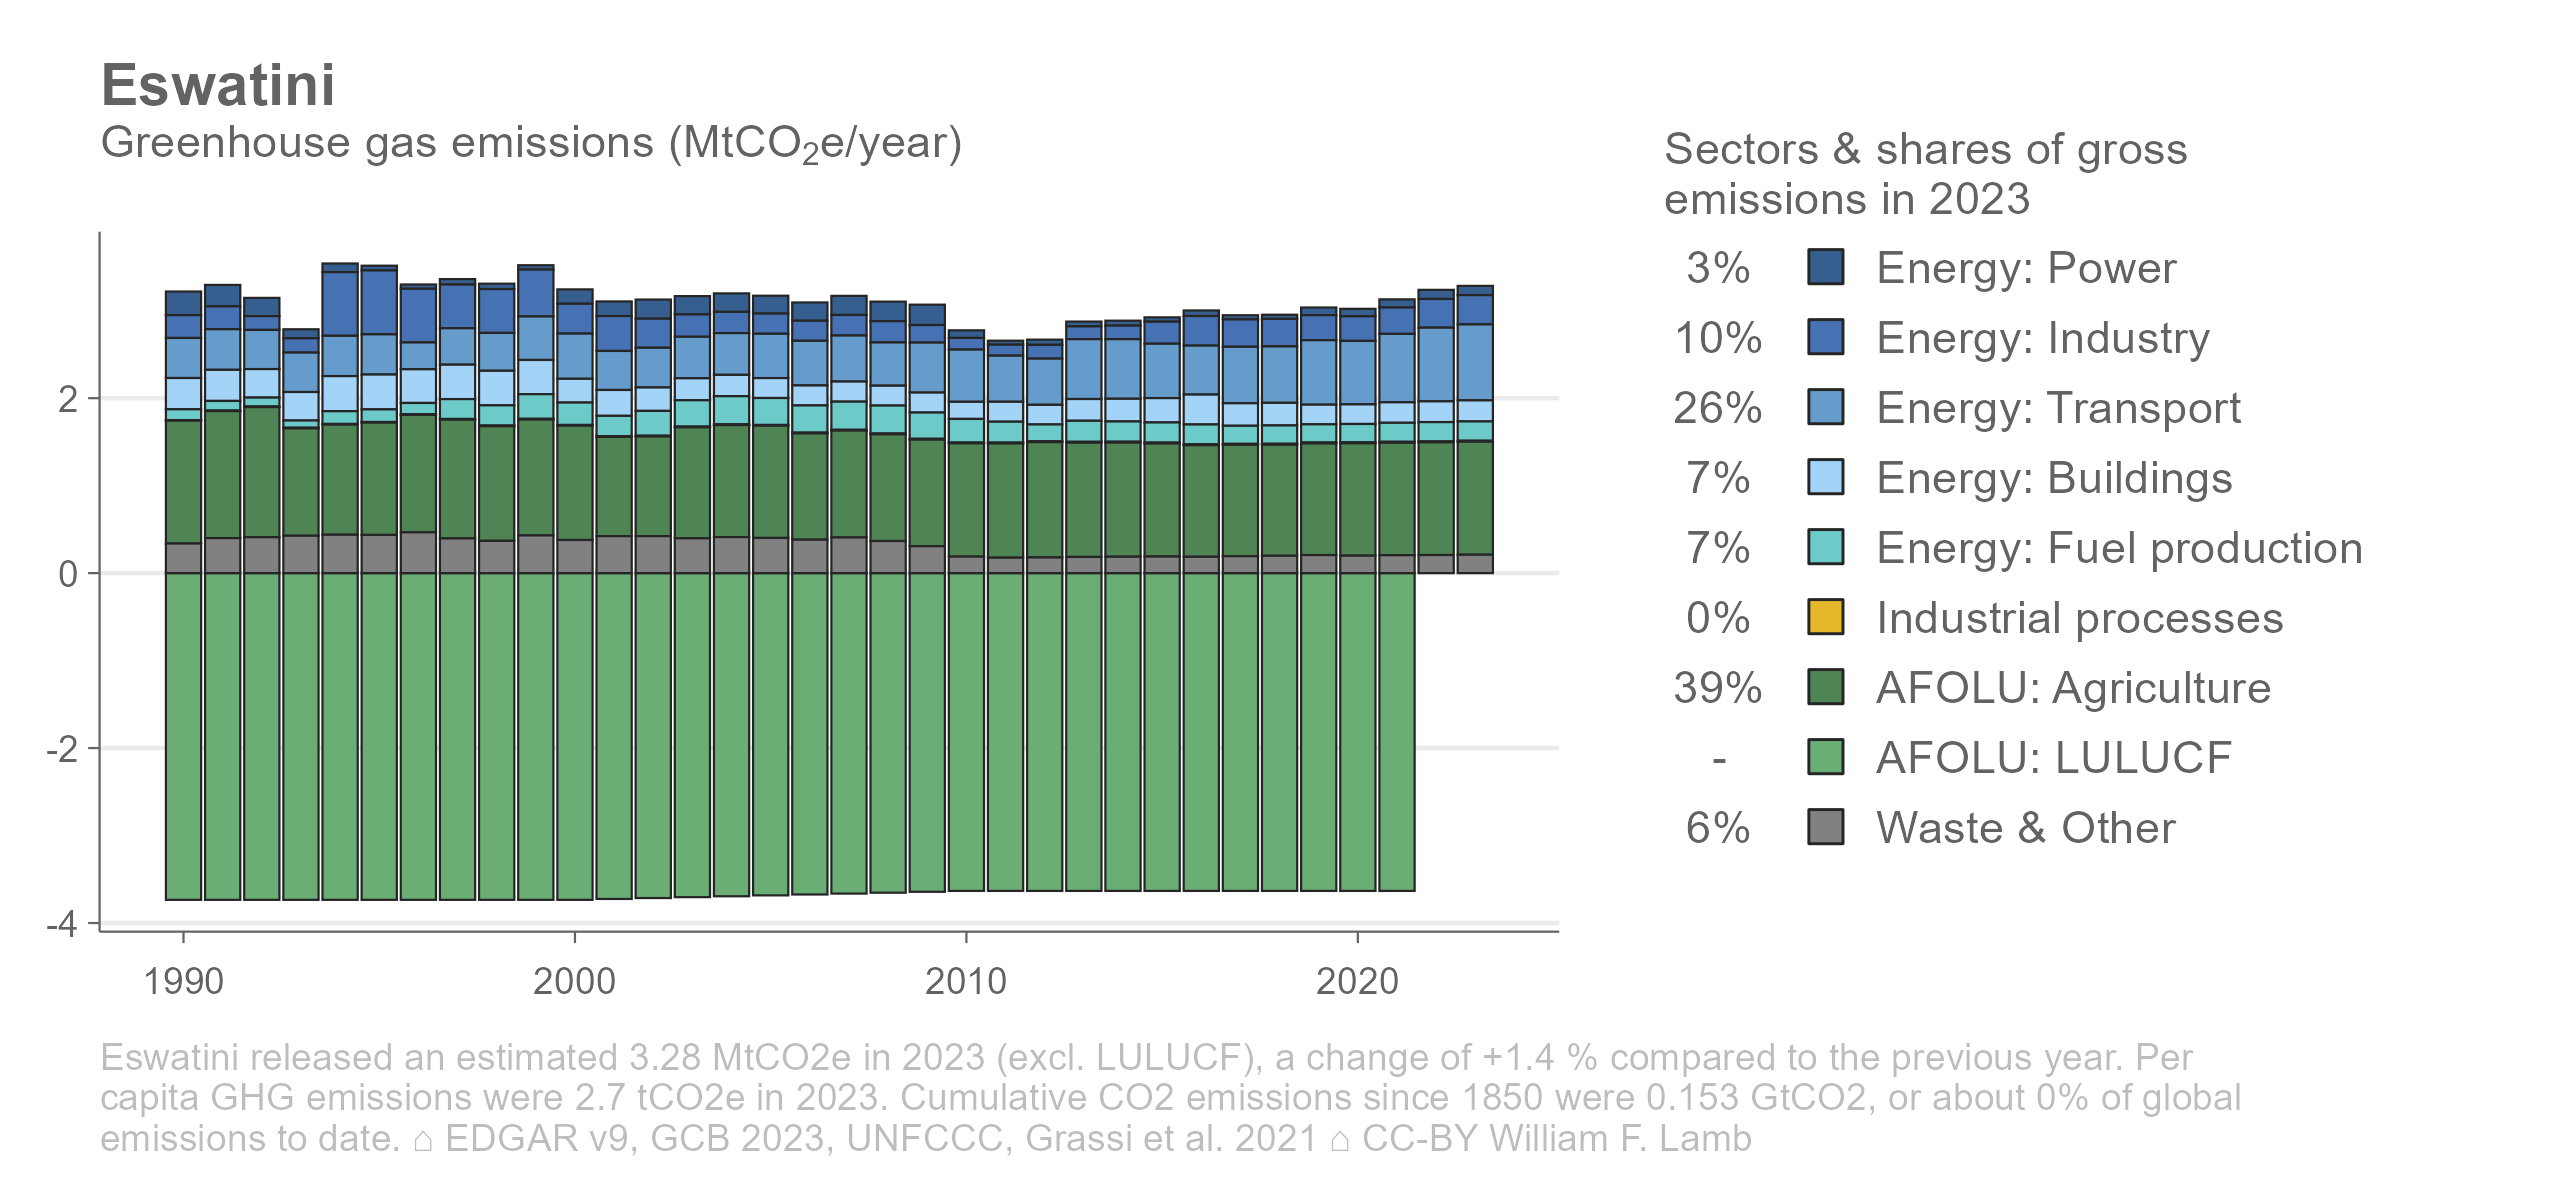 Eswatini
Greenhouse gas emissions (MtCO₂e/year)
Sectors & shares of gross
emissions in 2023
3% Energy: Power
10% Energy: Industry
26% Energy: Transport
7% Energy: Buildings
7% Energy: Fuel production
0% Industrial processes
39% AFOLU: Agriculture
- AFOLU: LULUCF
6% Waste & Other
2
0
-2
-4
1990 2000 2010 2020
Eswatini released an estimated 3.28 MtCO2e in 2023 (excl. LULUCF), a change of +1.4 % compared to the previous year. Per
capita GHG emissions were 2.7 tCO2e in 2023. Cumulative CO2 emissions since 1850 were 0.153 GtCO2, or about 0% of global
emissions to date. ⌂ EDGAR v9, GCB 2023, UNFCCC, Grassi et al. 2021 ⌂ CC-BY William F. Lamb